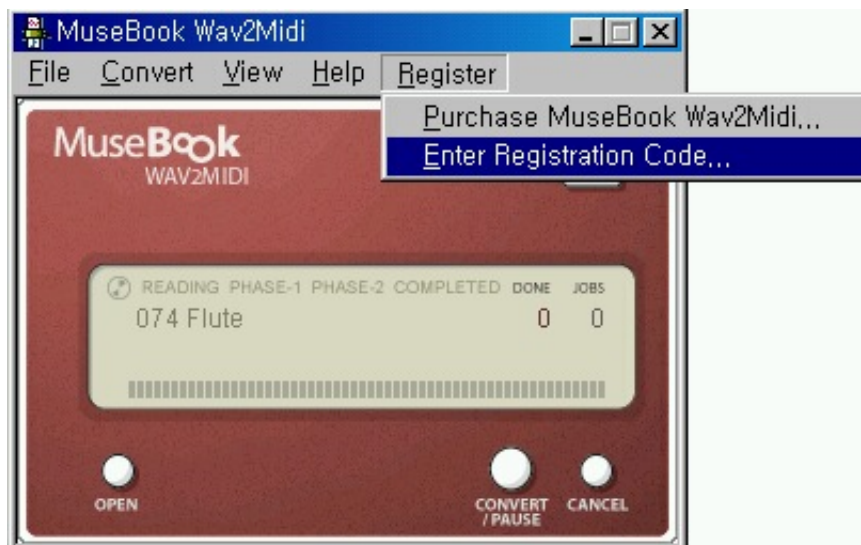 MuseBook Wav2Midi
File Convert View Help Register
Purchase MuseBook Wav2Midi...
Enter Registration Code...
MuseBook
WAV2MIDI
READING PHASE-1 PHASE-2 COMPLETED DONE JOBS
074 Flute 0 0
OPEN
CONVERT
/ PAUSE
CANCEL